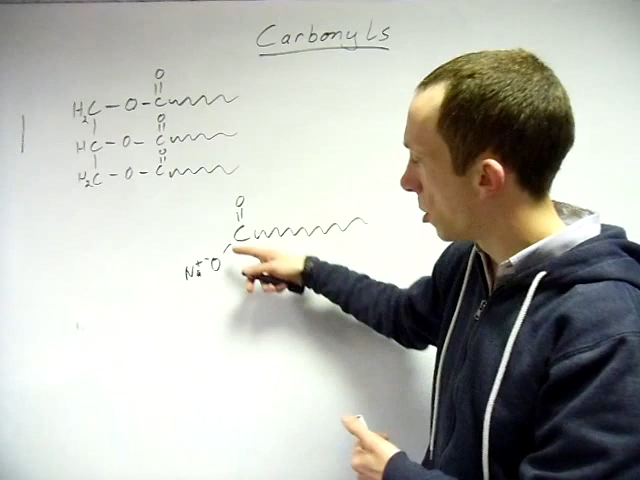 Carbonyls
O
H2C - O - C
O
HC - O - C
O
H2C - O - C
O
C
Na+ -O